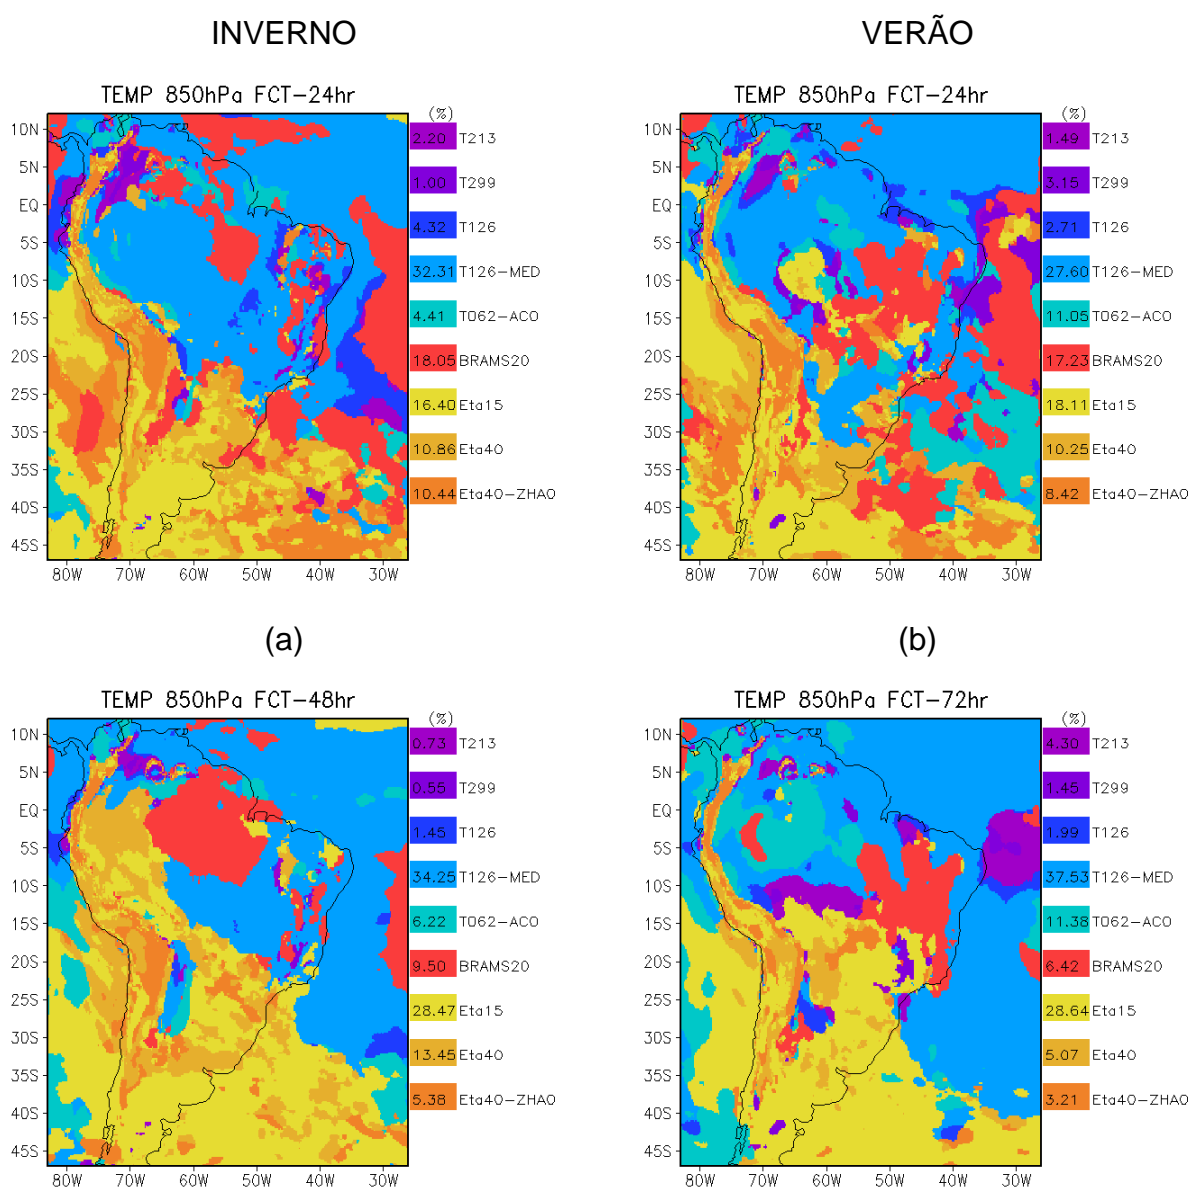 INVERNO
VERÃO
TEMP 850hPa FCT-24hr
(%)
10N
5N
EQ
5S
10S
15S
20S
25S
30S
35S
40S
45S
80W 70W 60W 50W 40W 30W
2.20 T213
1.00 T299
4.32 T126
32.31 T126-MED
4.41 T062-ACO
18.05 BRAMS20
16.40 Eta15
10.86 Eta40
10.44 Eta40-ZHAO
TEMP 850hPa FCT-24hr
(%)
10N
5N
EQ
5S
10S
15S
20S
25S
30S
35S
40S
45S
80W 70W 60W 50W 40W 30W
1.49 T213
3.15 T299
2.71 T126
27.60 T126-MED
11.05 T062-ACO
17.23 BRAMS20
18.11 Eta15
10.25 Eta40
8.42 Eta40-ZHAO
(a)
(b)
TEMP 850hPa FCT-48hr
(%)
10N
5N
EQ
5S
10S
15S
20S
25S
30S
35S
40S
45S
80W 70W 60W 50W 40W 30W
0.73 T213
0.55 T299
1.45 T126
34.25 T126-MED
6.22 T062-ACO
9.50 BRAMS20
28.47 Eta15
13.45 Eta40
5.38 Eta40-ZHAO
TEMP 850hPa FCT-72hr
(%)
10N
5N
EQ
5S
10S
15S
20S
25S
30S
35S
40S
45S
80W 70W 60W 50W 40W 30W
4.30 T213
1.45 T299
1.99 T126
37.53 T126-MED
11.38 T062-ACO
6.42 BRAMS20
28.64 Eta15
5.07 Eta40
3.21 Eta40-ZHAO